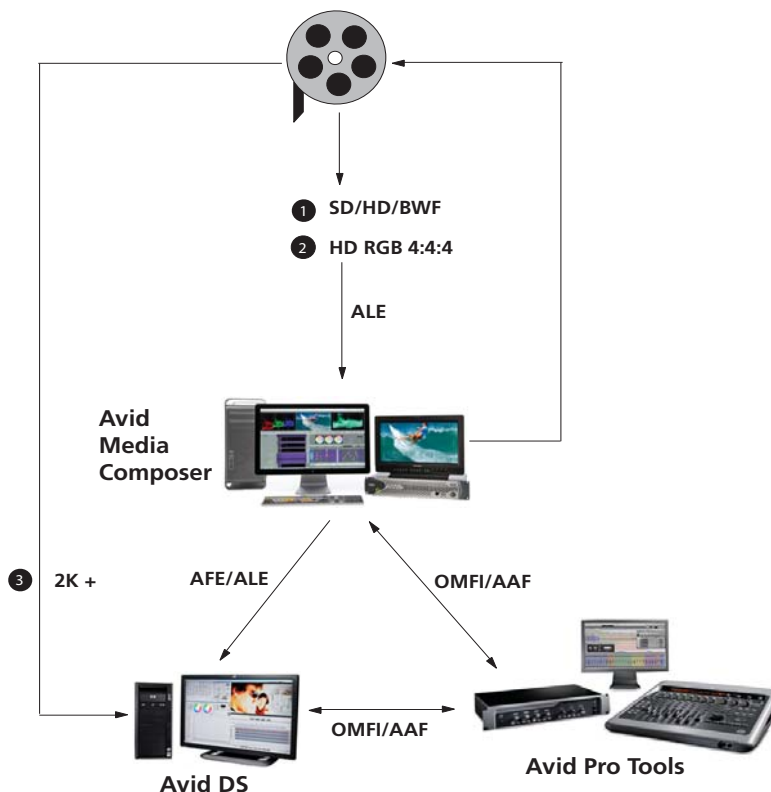 1 SD/HD/BWF
2 HD RGB 4:4:4
ALE
Avid
Media
Composer
3 2K +
AFE/ALE
OMFI/AAF
OMFI/AAF
Avid DS
Avid Pro Tools